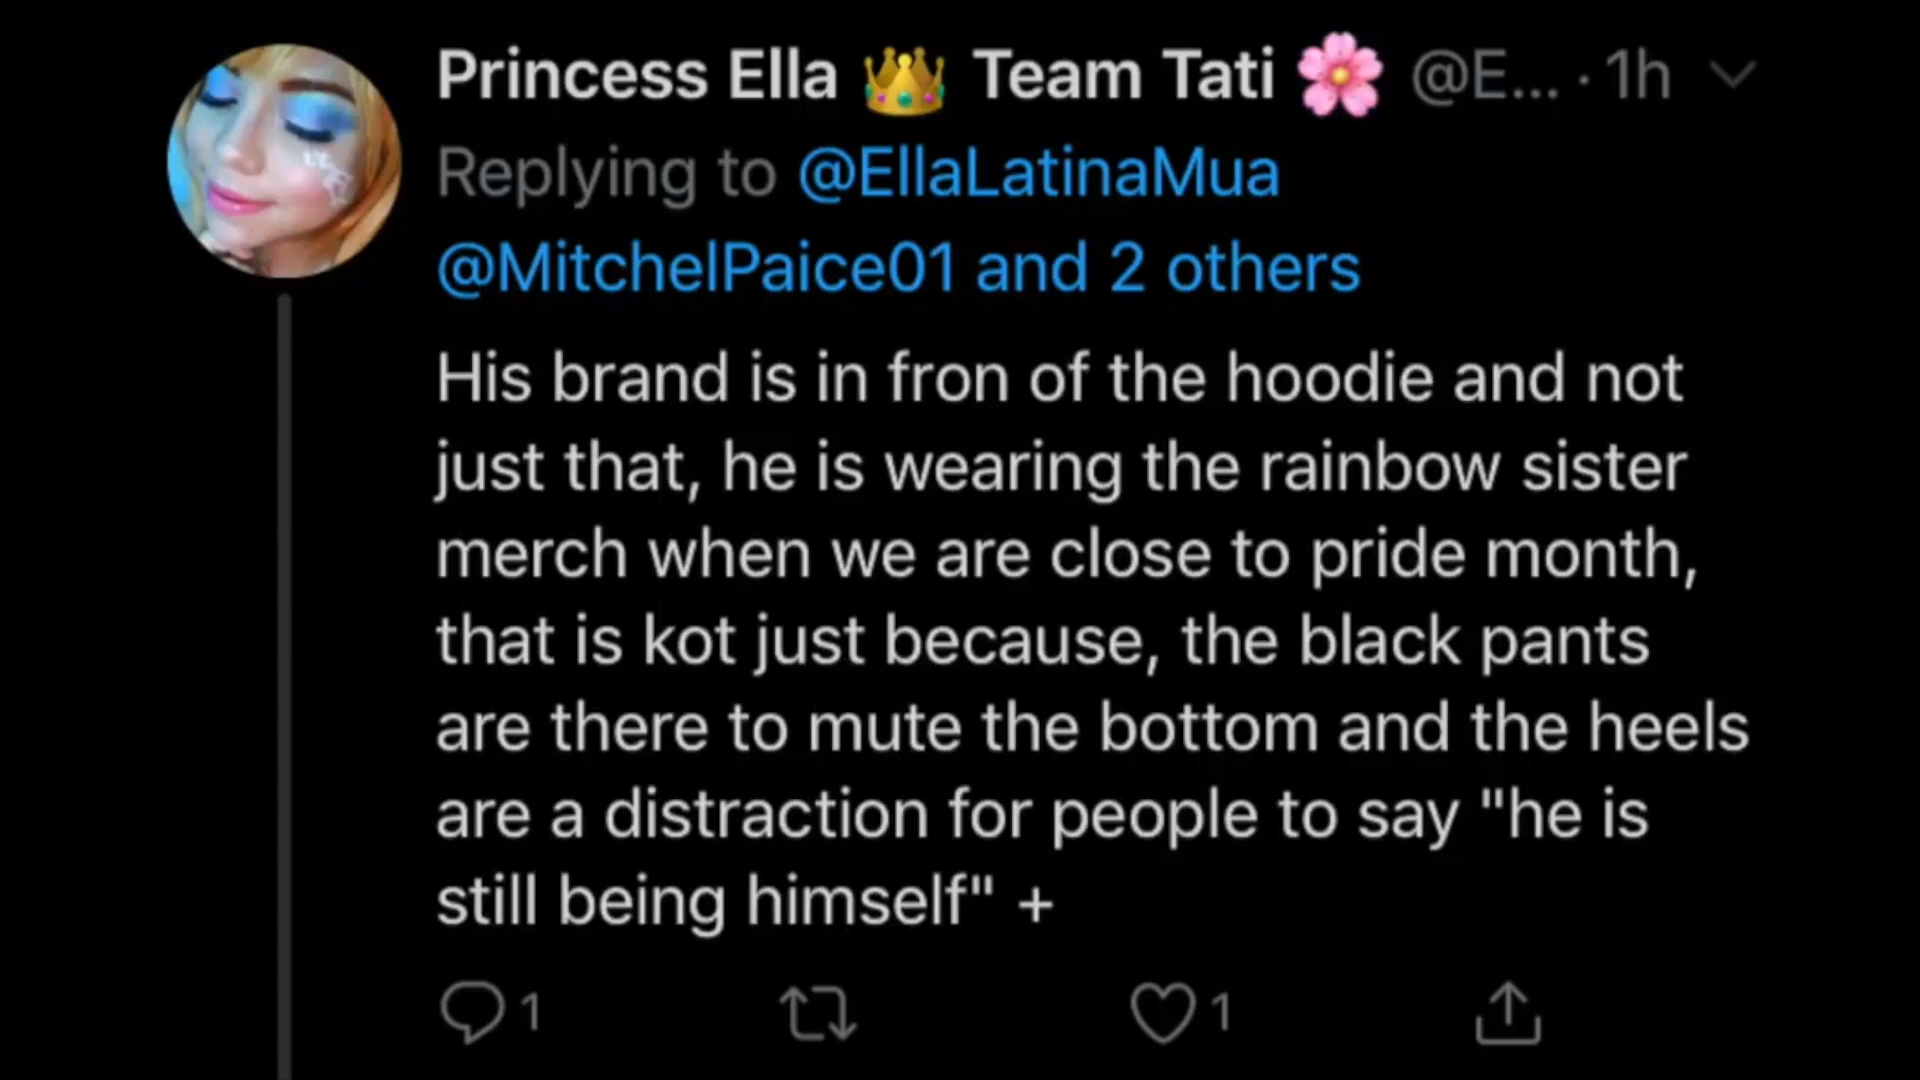 Princess Ella 👑 Team Tati 🌸 @E... · 1h
Replying to @EllaLatinaMua
@MitchelPaice01 and 2 others
His brand is in fron of the hoodie and not
just that, he is wearing the rainbow sister
merch when we are close to pride month,
that is kot just because, the black pants
are there to mute the bottom and the heels
are a distraction for people to say "he is
still being himself" +
1 1